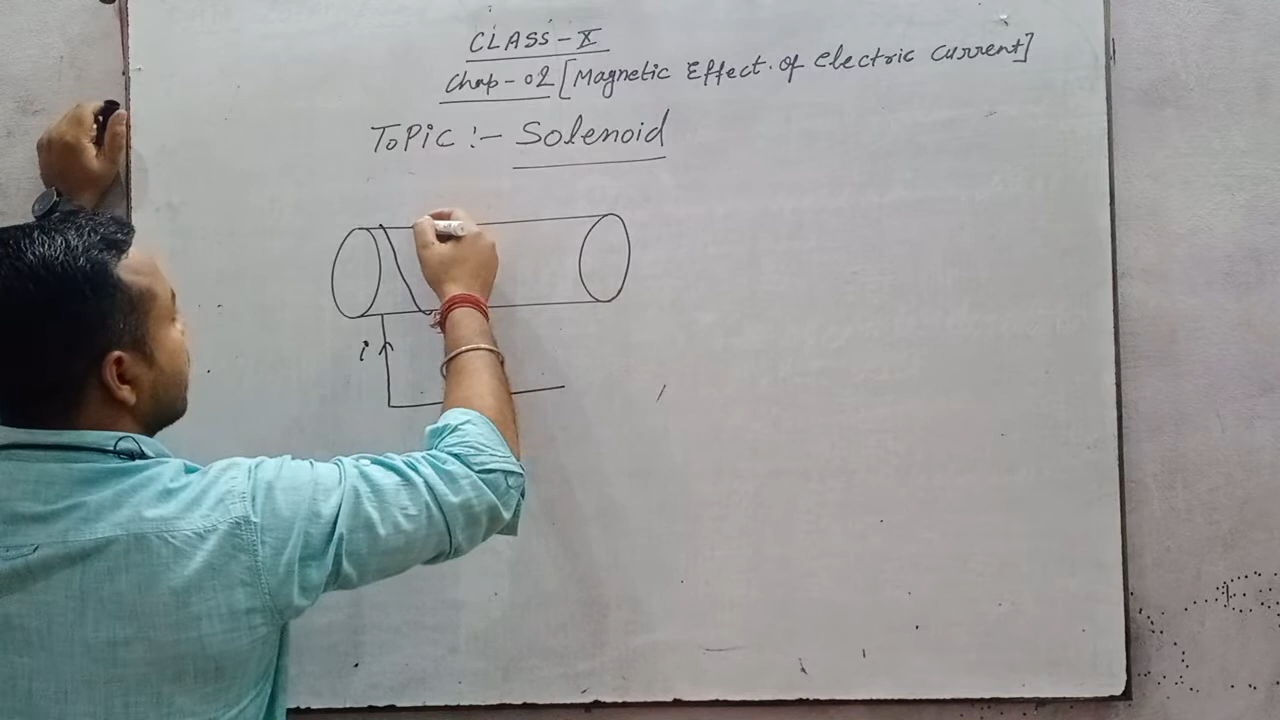 CLASS-X
Chap-02 [Magnetic Effect. of electric current]
TOPIC :- Solenoid
i